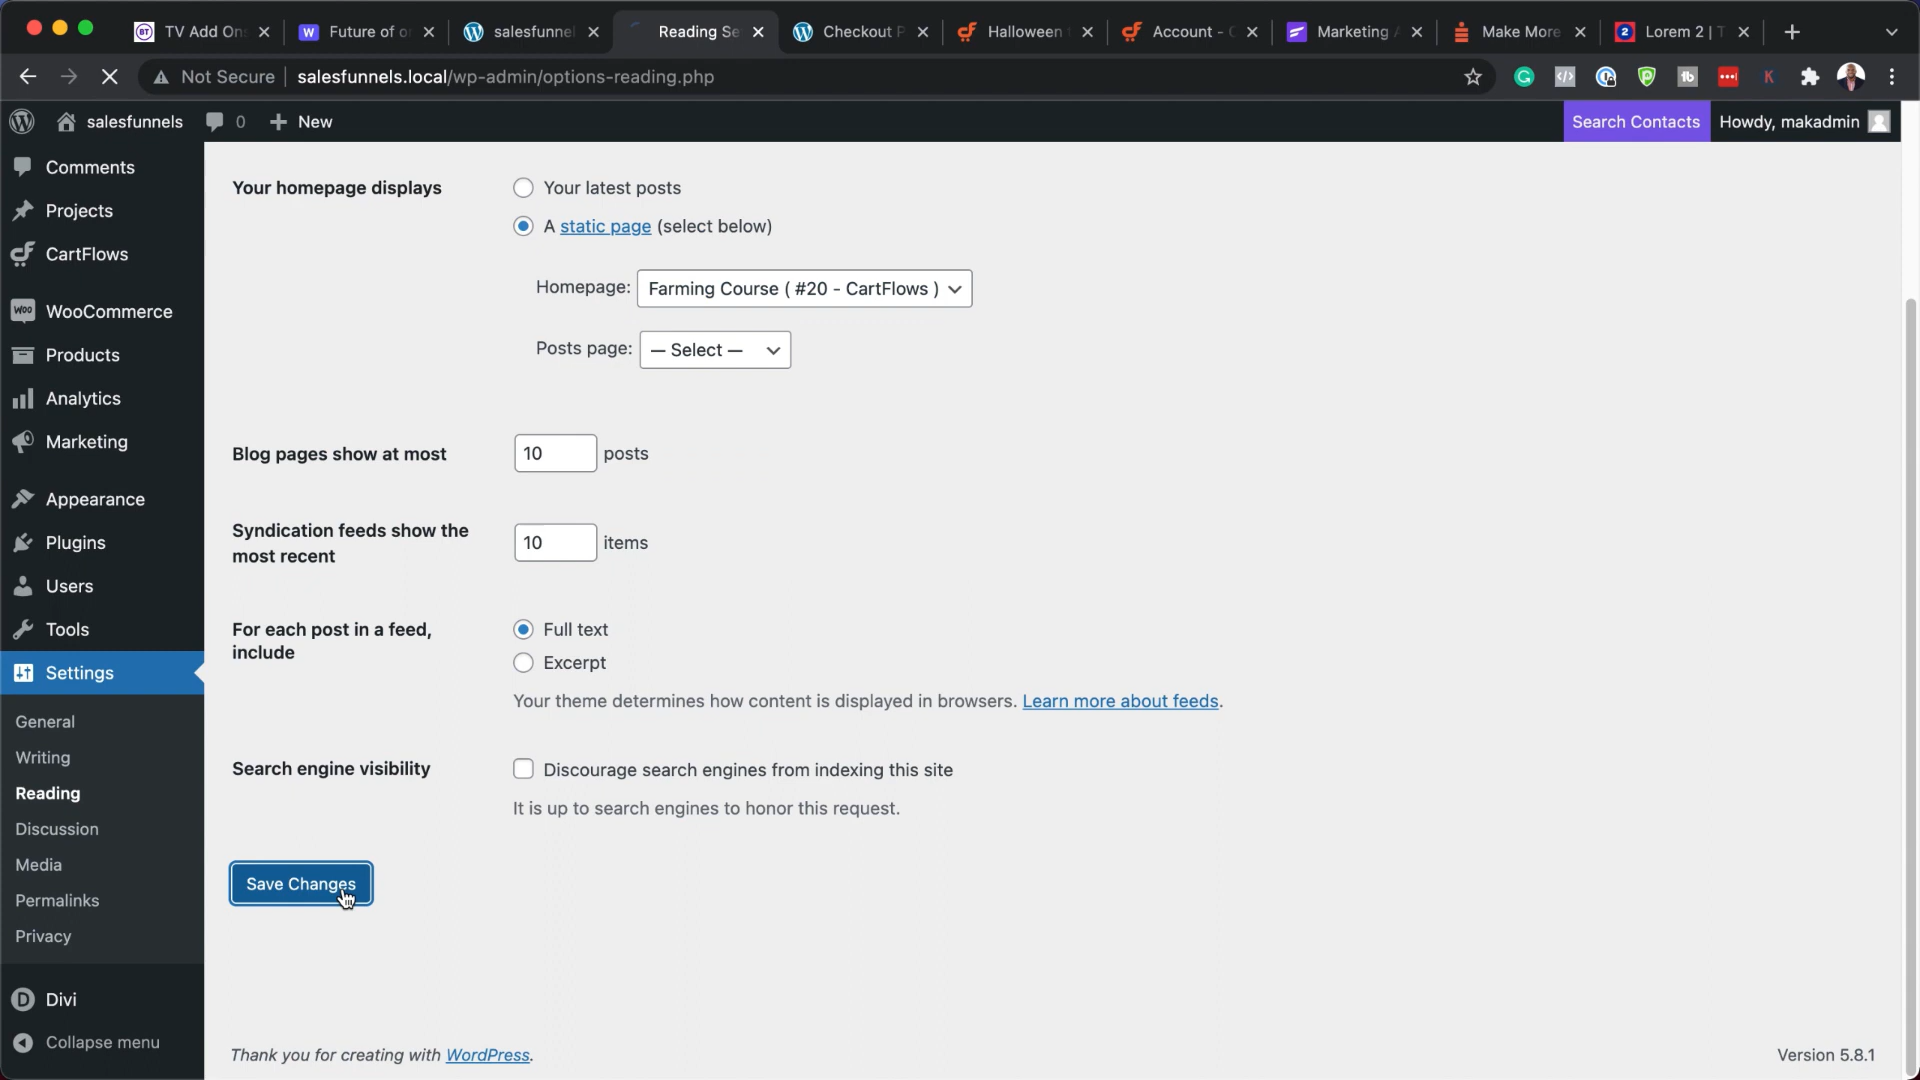 TV Add On
Future of o
salesfunnel
Reading Se
Checkout P
Halloween
Account - C
Marketing A
Make More
Lorem 2 | T
Not Secure
salesfunnels.local/wp-admin/options-reading.php
salesfunnels
0
New
Search Contacts
Howdy, makadmin
Comments
Projects
CartFlows
WooCommerce
Products
Analytics
Marketing
Appearance
Plugins
Users
Tools
Settings
General
Writing
Reading
Discussion
Media
Permalinks
Privacy
Divi
Collapse menu
Your homepage displays
Your latest posts
A static page (select below)
Homepage: Farming Course ( #20 - CartFlows )
Posts page: — Select —
Blog pages show at most 10 posts
Syndication feeds show the
most recent
10 items
For each post in a feed,
include
Full text
Excerpt
Your theme determines how content is displayed in browsers. Learn more about feeds.
Search engine visibility
Discourage search engines from indexing this site
It is up to search engines to honor this request.
Save Changes
Thank you for creating with WordPress.
Version 5.8.1